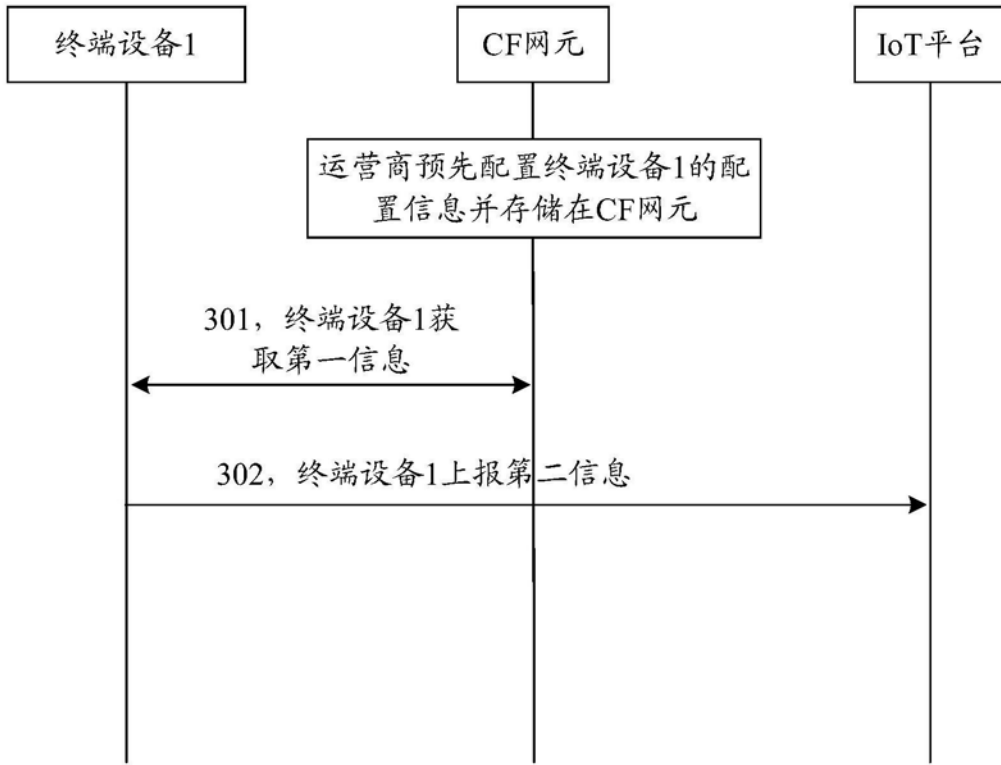 终端设备1
CF网元
IoT平台
运营商预先配置终端设备1的配
置信息并存储在CF网元
301，终端设备1获
取第一信息
302，终端设备1上报第二信息